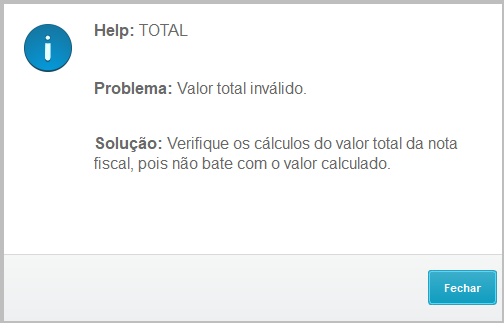 Help: TOTAL
Problema: Valor total inválido.
Solução: Verifique os cálculos do valor total da nota
fiscal, pois não bate com o valor calculado.
Fechar